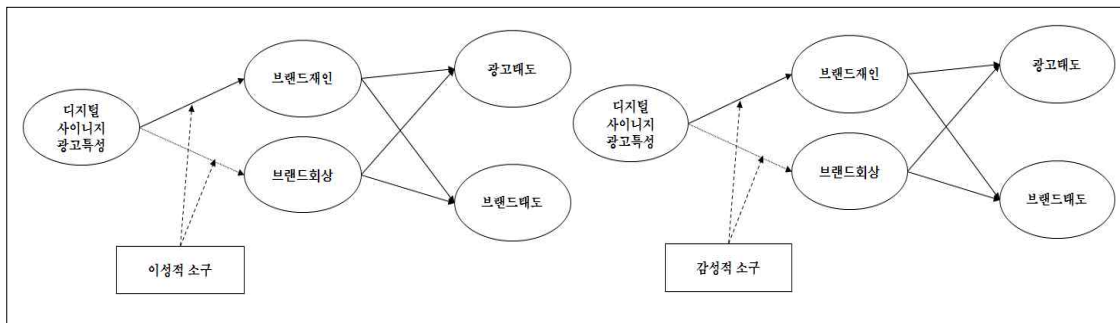 디지털
사이니지
광고특성
브랜드재인
브랜드회상
광고태도
브랜드태도
이성적 소구
디지털
사이니지
광고특성
브랜드재인
브랜드회상
광고태도
브랜드태도
감성적 소구